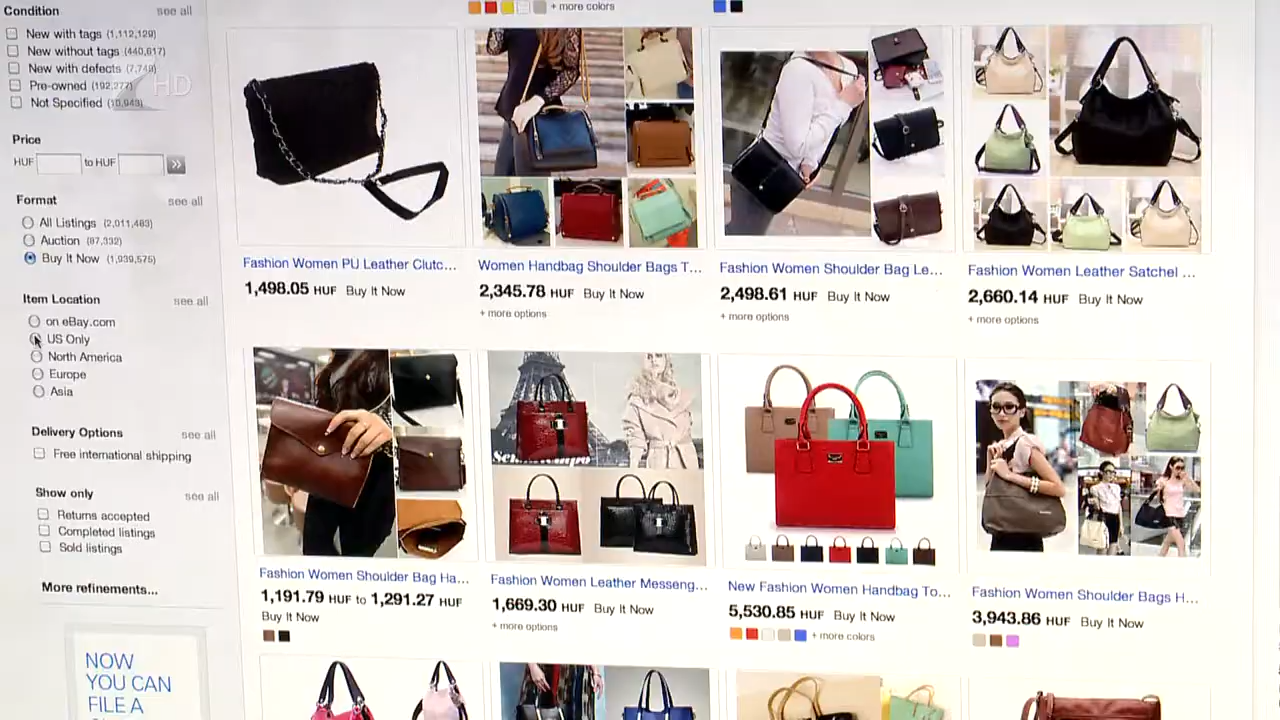 Condition
see all
New with tags (1,112,129)
New without tags (440,617)
New with defects
Pre-owned
Not Specified
HD
Price
HUF to HUF »
Format
see all
All Listings (2,011,483)
Auction (87,332)
Buy It Now (1,939,575)
Item Location
see all
on eBay.com
US Only
North America
Europe
Asia
Delivery Options
see all
Free international shipping
Show only
see all
Returns accepted
Completed listings
Sold listings
More refinements...
NOW
YOU CAN
FILE A
+ more colors
Fashion Women PU Leather Clutc...
1,498.05 HUF Buy It Now
Women Handbag Shoulder Bags T...
2,345.78 HUF Buy It Now
+ more options
Fashion Women Shoulder Bag Le...
2,498.61 HUF Buy It Now
+ more options
Fashion Women Leather Satchel ...
2,660.14 HUF Buy It Now
+ more options
Fashion Women Shoulder Bag Ha...
1,191.79 HUF to 1,291.27 HUF
Buy It Now
Fashion Women Leather Messeng...
1,669.30 HUF Buy It Now
+ more options
New Fashion Women Handbag To...
5,530.85 HUF Buy It Now
+ more colors
Fashion Women Shoulder Bags H...
3,943.86 HUF Buy It Now